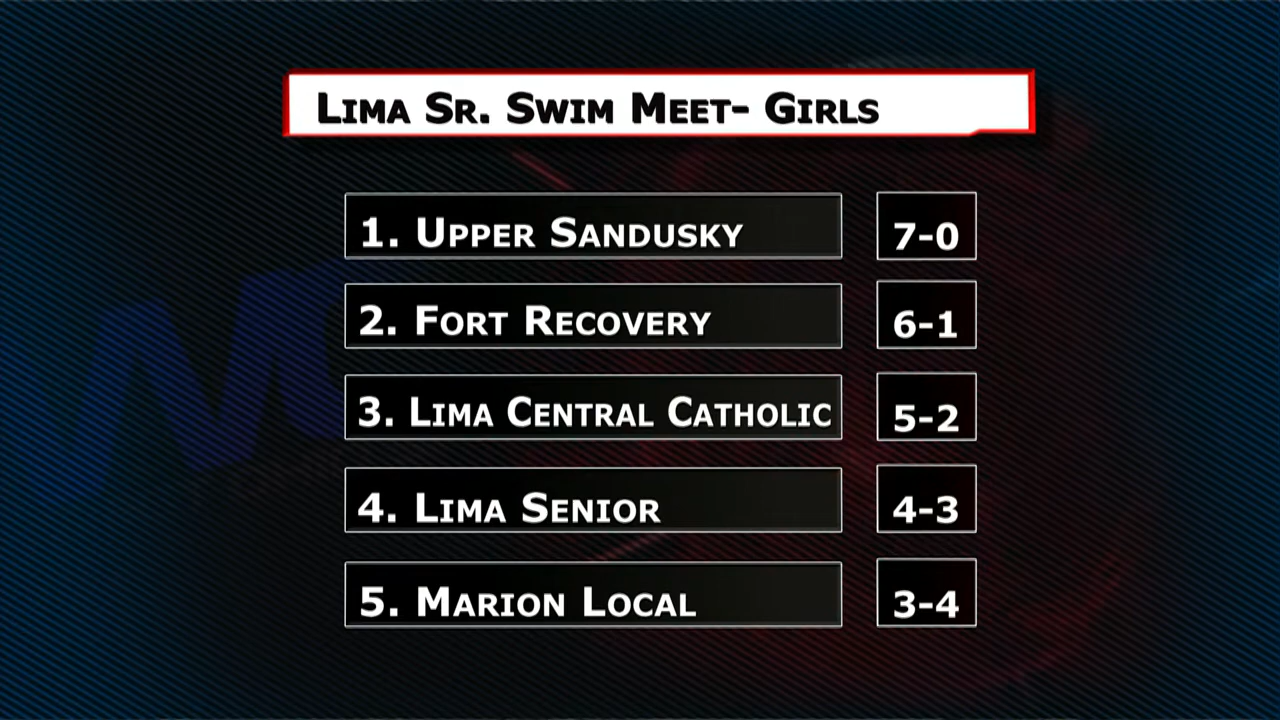 Lima Sr. Swim Meet- Girls
1. Upper Sandusky 7-0
2. Fort Recovery 6-1
3. Lima Central Catholic 5-2
4. Lima Senior 4-3
5. Marion Local 3-4